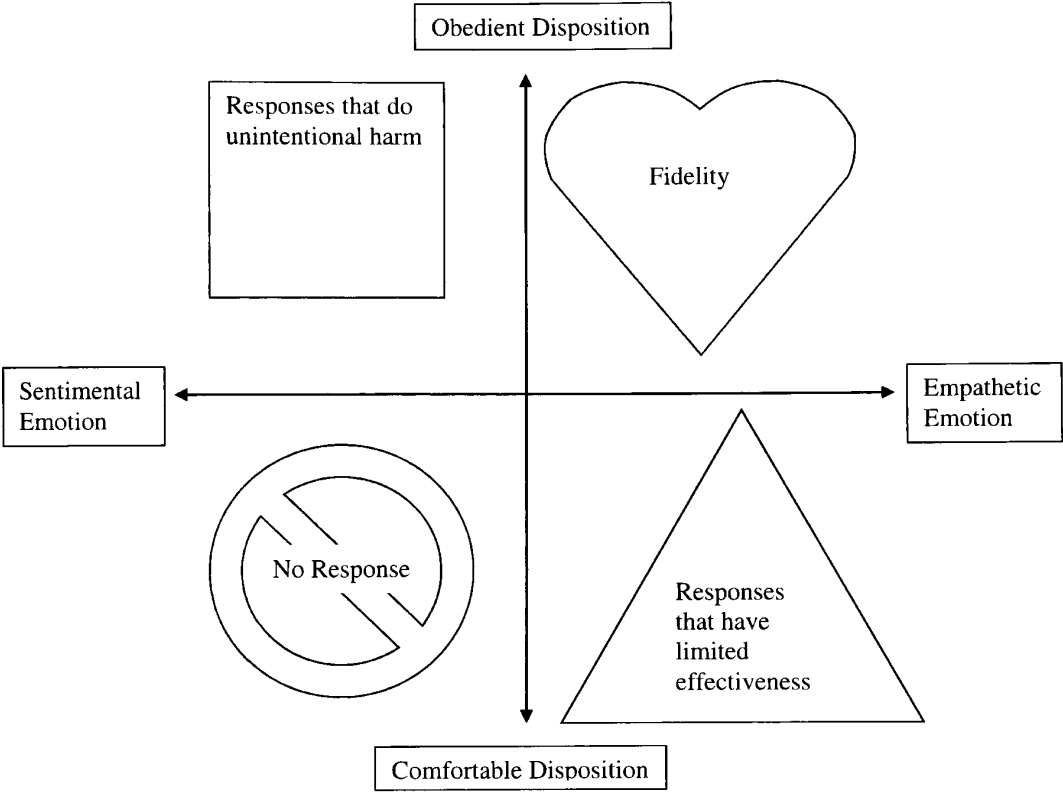 Obedient Disposition
Responses that do
unintentional harm
Fidelity
Sentimental
Emotion
Empathetic
Emotion
No Response
Responses
that have
limited
effectiveness
Comfortable Disposition